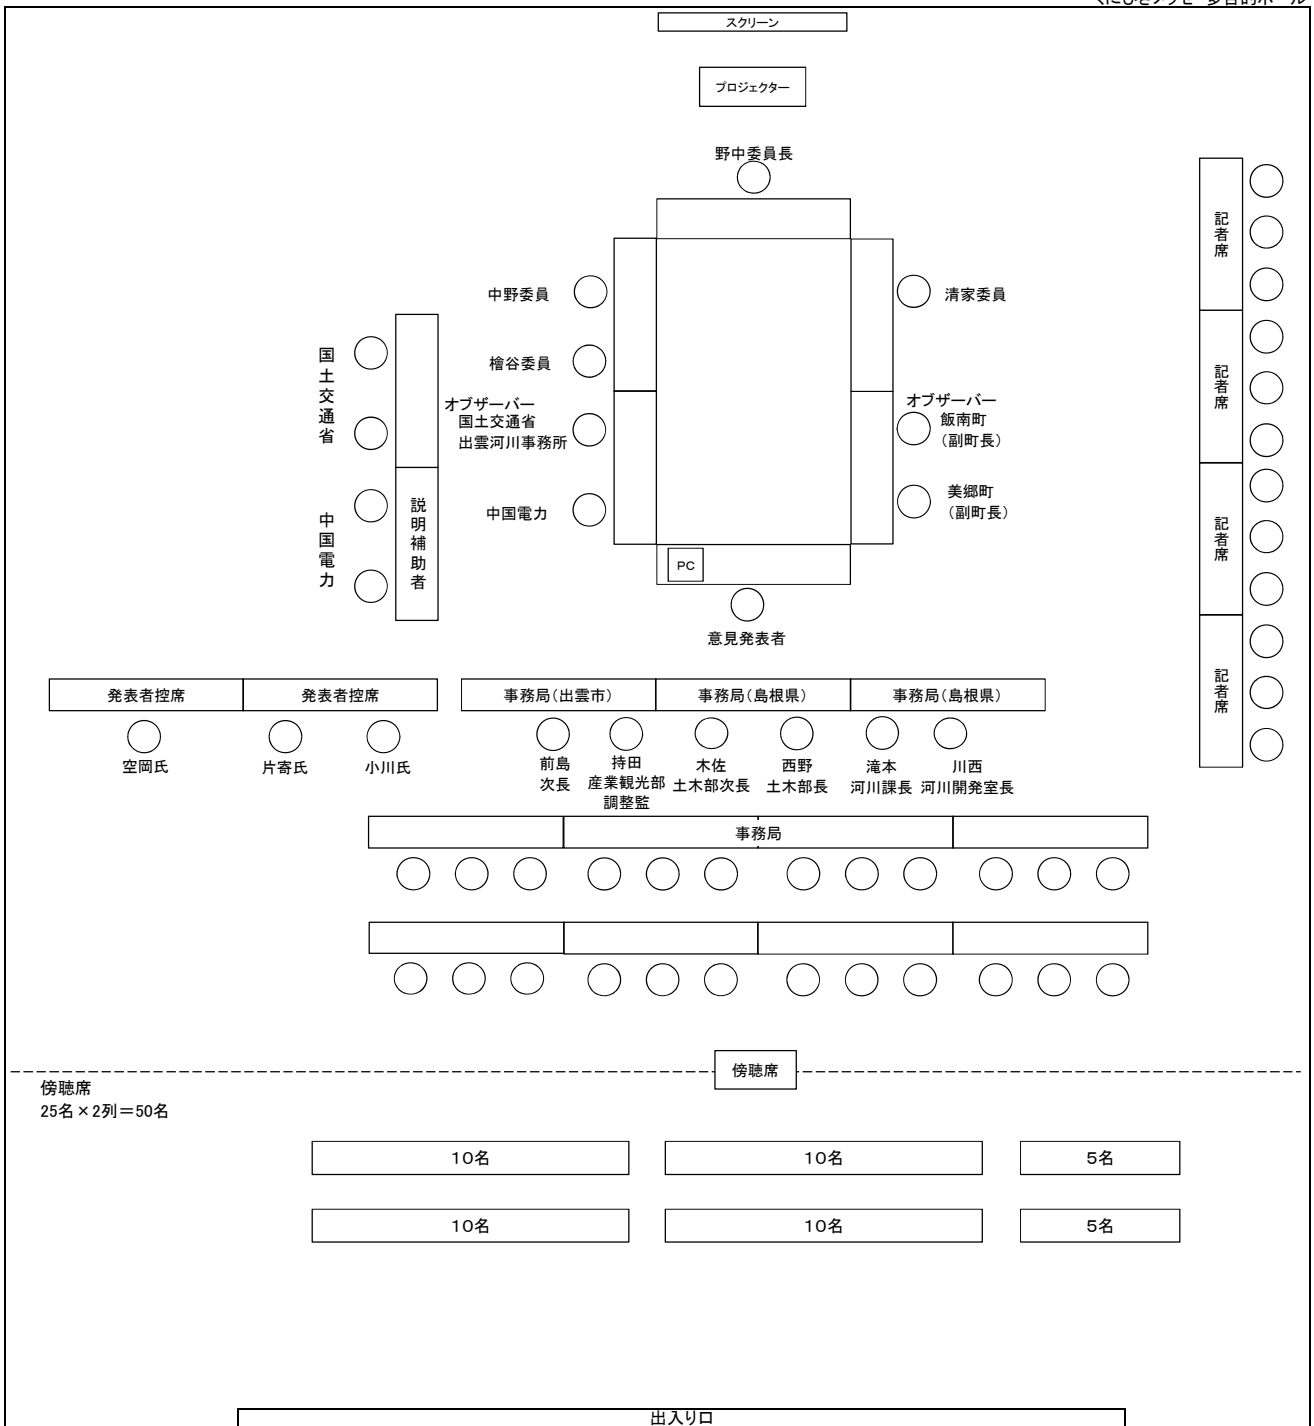 スクリーン
プロジェクター
野中委員長
中野委員
清家委員
檜谷委員
オブザーバー
国土交通省
出雲河川事務所
オブザーバー
飯南町
(副町長)
中国電力
美郷町
(副町長)
PC
意見発表者
国土交通省
中国電力
説明補助者
記者席
記者席
記者席
記者席
発表者控席
発表者控席
事務局(出雲市)
事務局(島根県)
事務局(島根県)
空岡氏
片寄氏
小川氏
前島
次長
持田
産業観光部
調整監
木佐
土木部次長
西野
土木部長
滝本
河川課長
川西
河川開発室長
事務局
傍聴席
傍聴席
25名×2列=50名
10名
10名
5名
10名
10名
5名
出入り口